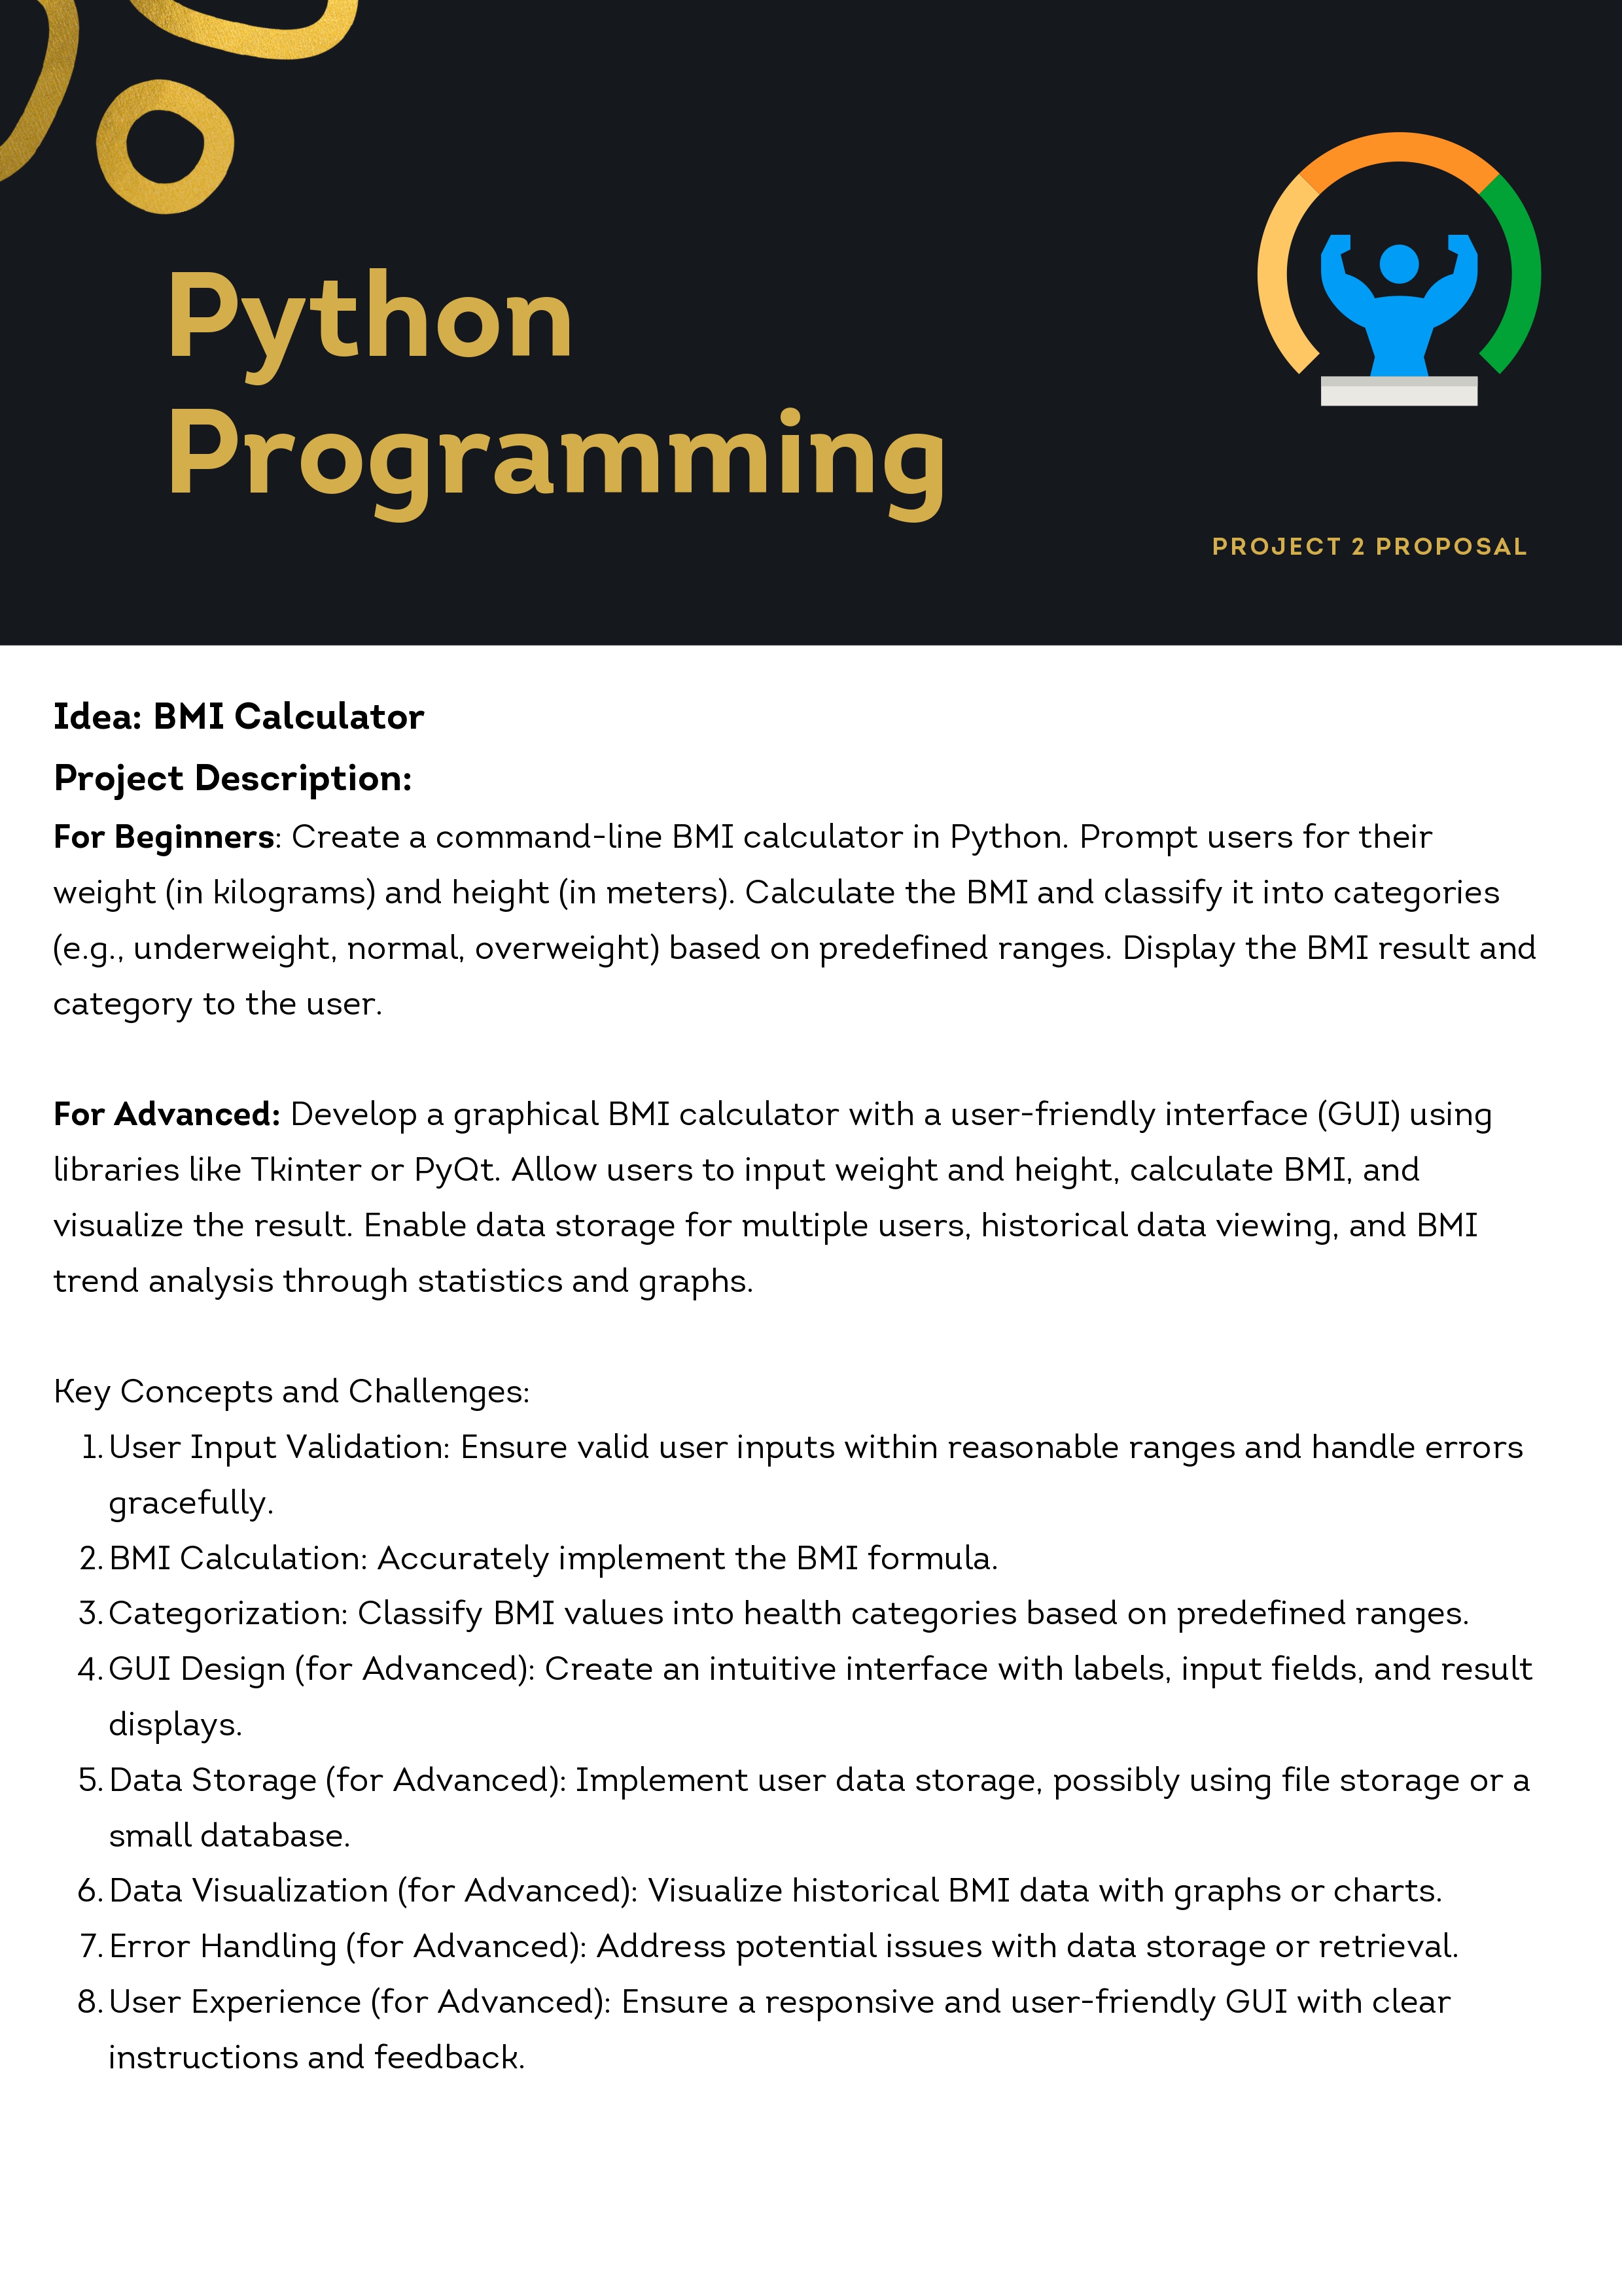 Python
Programming
PROJECT 2 PROPOSAL
Idea: BMI Calculator
Project Description:
For Beginners: Create a command-line BMI calculator in Python. Prompt users for their
weight (in kilograms) and height (in meters). Calculate the BMI and classify it into categories
(e.g., underweight, normal, overweight) based on predefined ranges. Display the BMI result and
category to the user.
For Advanced: Develop a graphical BMI calculator with a user-friendly interface (GUI) using
libraries like Tkinter or PyQt. Allow users to input weight and height, calculate BMI, and
visualize the result. Enable data storage for multiple users, historical data viewing, and BMI
trend analysis through statistics and graphs.
Key Concepts and Challenges:
1. User Input Validation: Ensure valid user inputs within reasonable ranges and handle errors
gracefully.
2. BMI Calculation: Accurately implement the BMI formula.
3. Categorization: Classify BMI values into health categories based on predefined ranges.
4. GUI Design (for Advanced): Create an intuitive interface with labels, input fields, and result
displays.
5. Data Storage (for Advanced): Implement user data storage, possibly using file storage or a
small database.
6. Data Visualization (for Advanced): Visualize historical BMI data with graphs or charts.
7. Error Handling (for Advanced): Address potential issues with data storage or retrieval.
8. User Experience (for Advanced): Ensure a responsive and user-friendly GUI with clear
instructions and feedback.